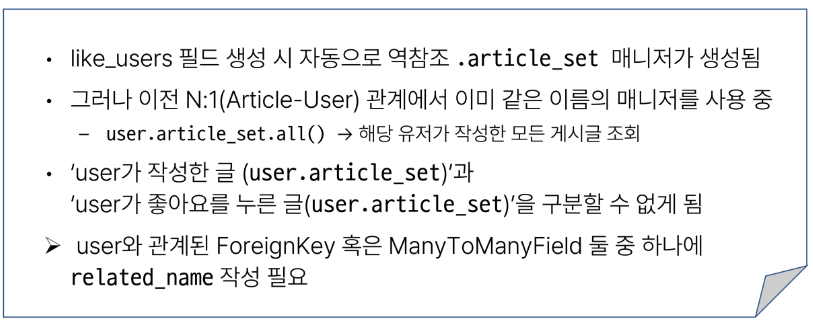 • like_users 필드 생성 시 자동으로 역참조 .article_set 매니저가 생성됨
• 그러나 이전 N:1(Article-User) 관계에서 이미 같은 이름의 매니저를 사용 중
– user.article_set.all() → 해당 유저가 작성한 모든 게시글 조회
• ‘user가 작성한 글 (user.article_set)‘과
‘user가 좋아요를 누른 글(user.article_set)’을 구분할 수 없게 됨
➢ user와 관계된 ForeignKey 혹은 ManyToManyField 둘 중 하나에
related_name 작성 필요